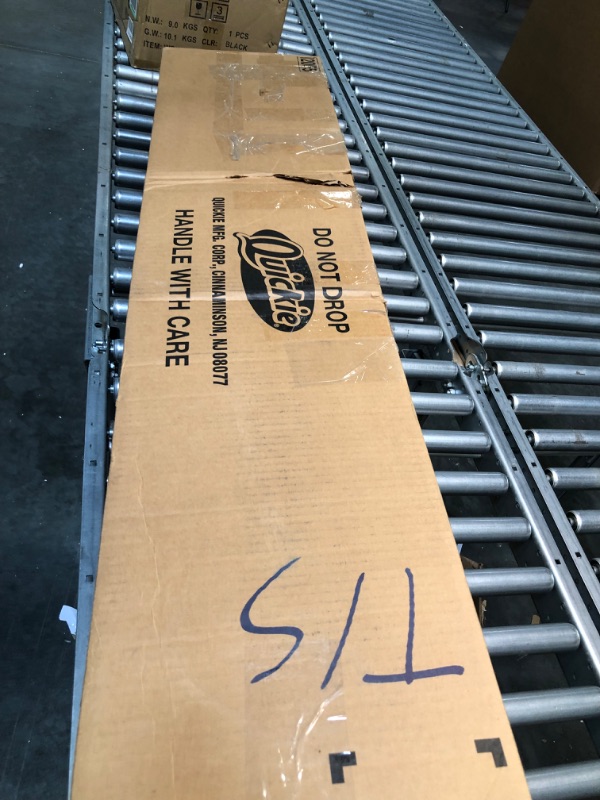 N.W.: 9.0 KGS QTY: 1 PCS
G.W.: 10.1 KGS CLR: BLACK
ITEM
DO NOT DROP
Quickie
QUICKIE MFG. CORP., CINNAMINSON, NJ 08077
HANDLE WITH CARE
S/T